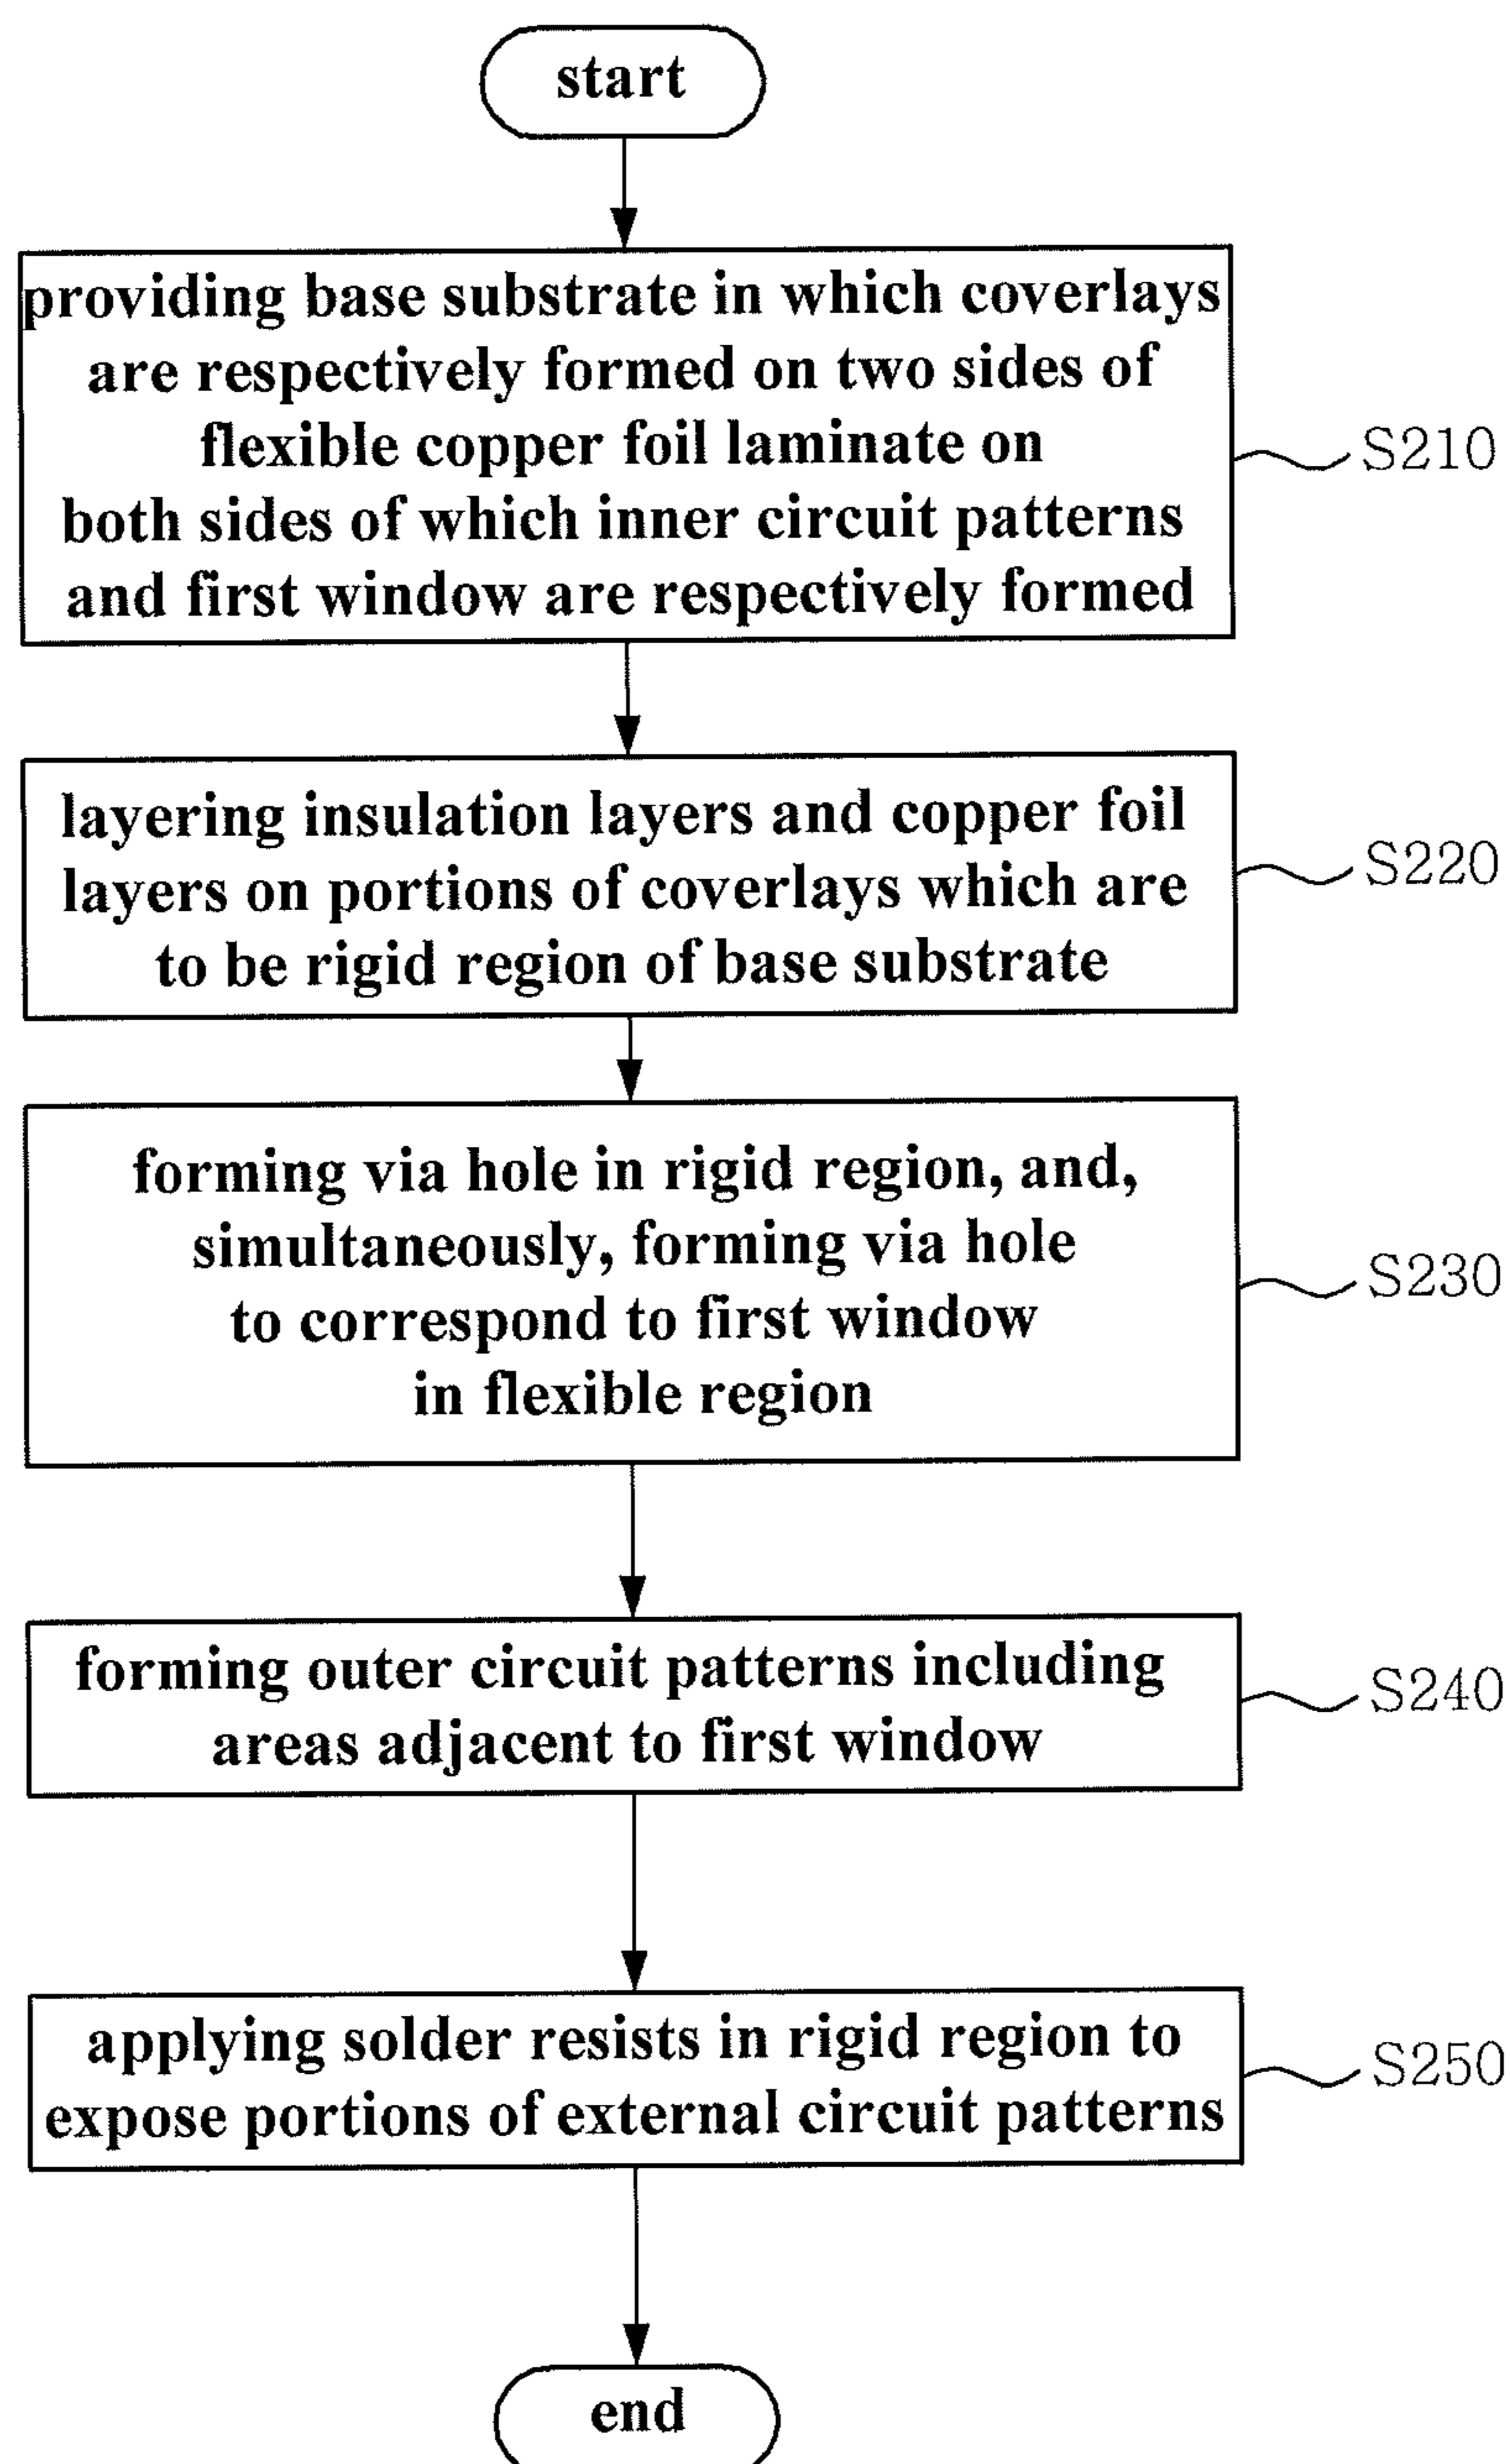 start
providing base substrate in which coverlays
are respectively formed on two sides of
flexible copper foil laminate on
both sides of which inner circuit patterns
and first window are respectively formed
S210
layering insulation layers and copper foil
layers on portions of coverlays which are
to be rigid region of base substrate
S220
forming via hole in rigid region, and,
simultaneously, forming via hole
to correspond to first window
in flexible region
S230
forming outer circuit patterns including
areas adjacent to first window
S240
applying solder resists in rigid region to
expose portions of external circuit patterns
S250
end